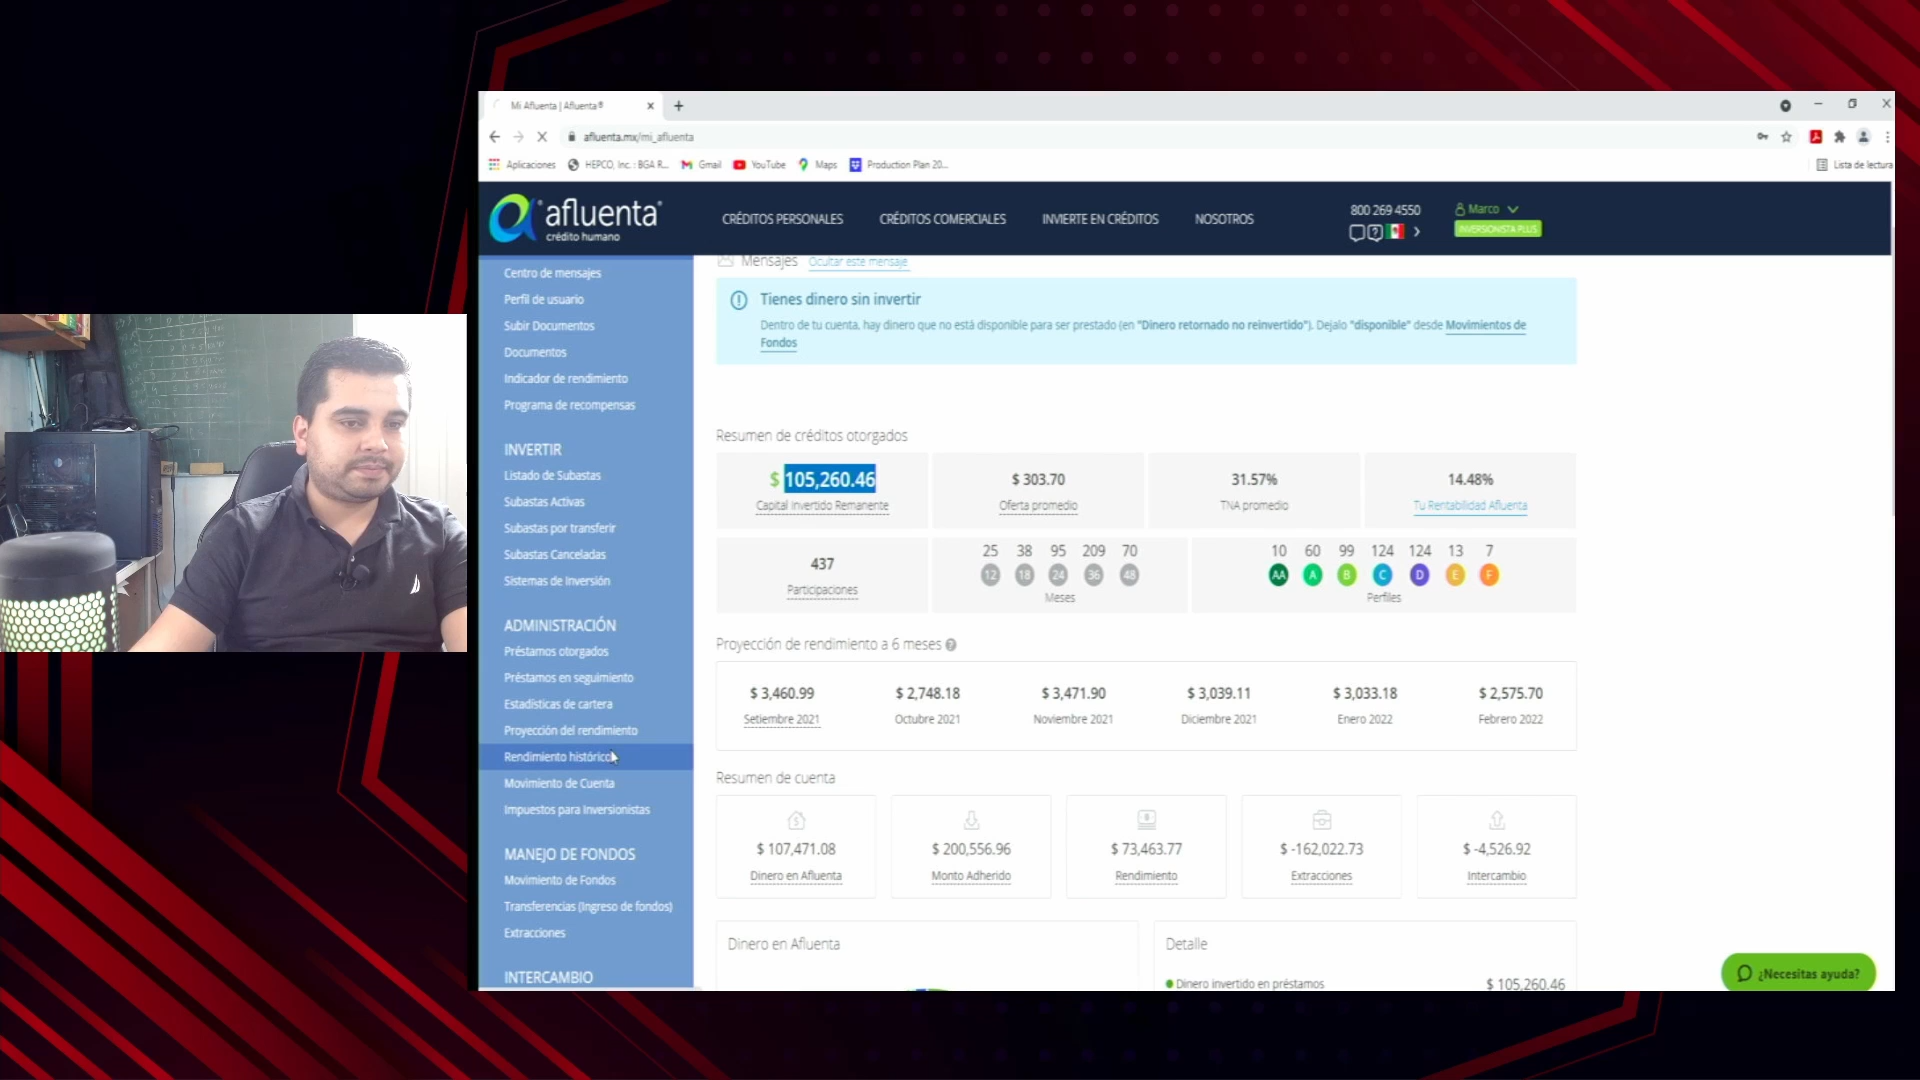 Mi Afluenta | Afluenta®
afluenta.mx/mi_afluenta
Aplicaciones
HEPCO, Inc. : BGA R...
Gmail
YouTube
Maps
Production Plan 20...
Lista de lectura
afluenta®
crédito humano
CRÉDITOS PERSONALES
CRÉDITOS COMERCIALES
INVIERTE EN CRÉDITOS
NOSOTROS
800 269 4550
Marco
INVERSIONISTA PLUS
Centro de mensajes
Perfil de usuario
Subir Documentos
Documentos
Indicador de rendimiento
Programa de recompensas
INVERTIR
Listado de Subastas
Subastas Activas
Subastas por transferir
Subastas Canceladas
Sistemas de Inversión
ADMINISTRACIÓN
Préstamos otorgados
Préstamos en seguimiento
Estadísticas de cartera
Proyección del rendimiento
Rendimiento histórico
Movimiento de Cuenta
Impuestos para Inversionistas
MANEJO DE FONDOS
Movimiento de Fondos
Transferencias (Ingreso de fondos)
Extracciones
INTERCAMBIO
Mensajes Ocultar este mensaje
Tienes dinero sin invertir
Dentro de tu cuenta, hay dinero que no está disponible para ser prestado (en "Dinero retornado no reinvertido"). Dejalo "disponible" desde Movimientos de
Fondos
Resumen de créditos otorgados
$ 105,260.46
Capital Invertido Remanente
$ 303.70
Oferta promedio
31.57%
TNA promedio
14.48%
Tu Rentabilidad Afluenta
437
Participaciones
25 38 95 209 70
12 18 24 36 48
Meses
10 60 99 124 124 13 7
AA A B C D E F
Perfiles
Proyección de rendimiento a 6 meses
$ 3,460.99 $ 2,748.18 $ 3,471.90 $ 3,039.11 $ 3,033.18 $ 2,575.70
Setiembre 2021 Octubre 2021 Noviembre 2021 Diciembre 2021 Enero 2022 Febrero 2022
Resumen de cuenta
$ 107,471.08 $ 200,556.96 $ 73,463.77 $ -162,022.73 $ -4,526.92
Dinero en Afluenta Monto Adherido Rendimiento Extracciones Intercambio
Dinero en Afluenta
Detalle
Dinero invertido en préstamos $ 105,260.46
¿Necesitas ayuda?